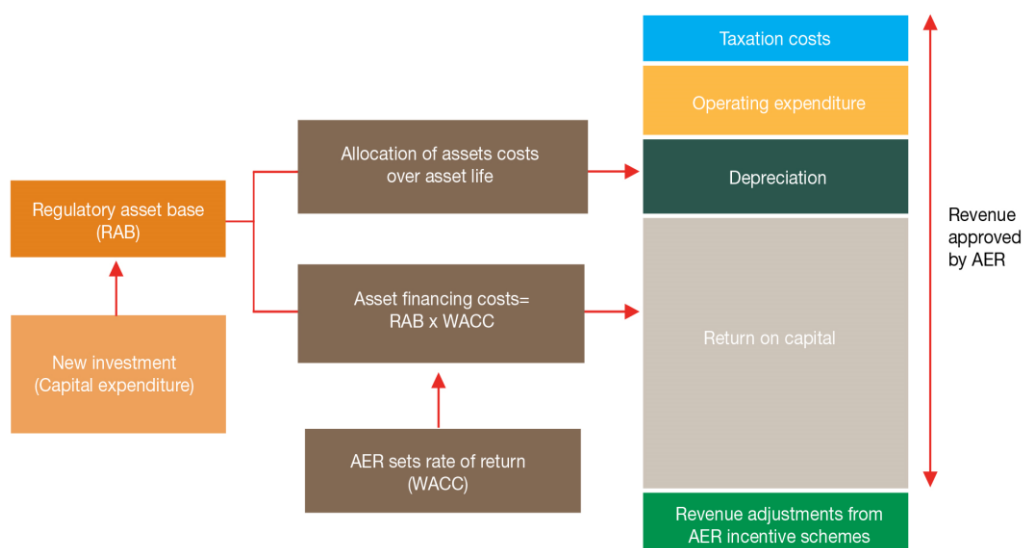 Taxation costs
Operating expenditure
Allocation of assets costs
over asset life
Depreciation
Regulatory asset base
(RAB)
Revenue
approved
by AER
Asset financing costs=
RAB x WACC
Return on capital
New investment
(Capital expenditure)
AER sets rate of return
(WACC)
Revenue adjustments from
AER incentive schemes